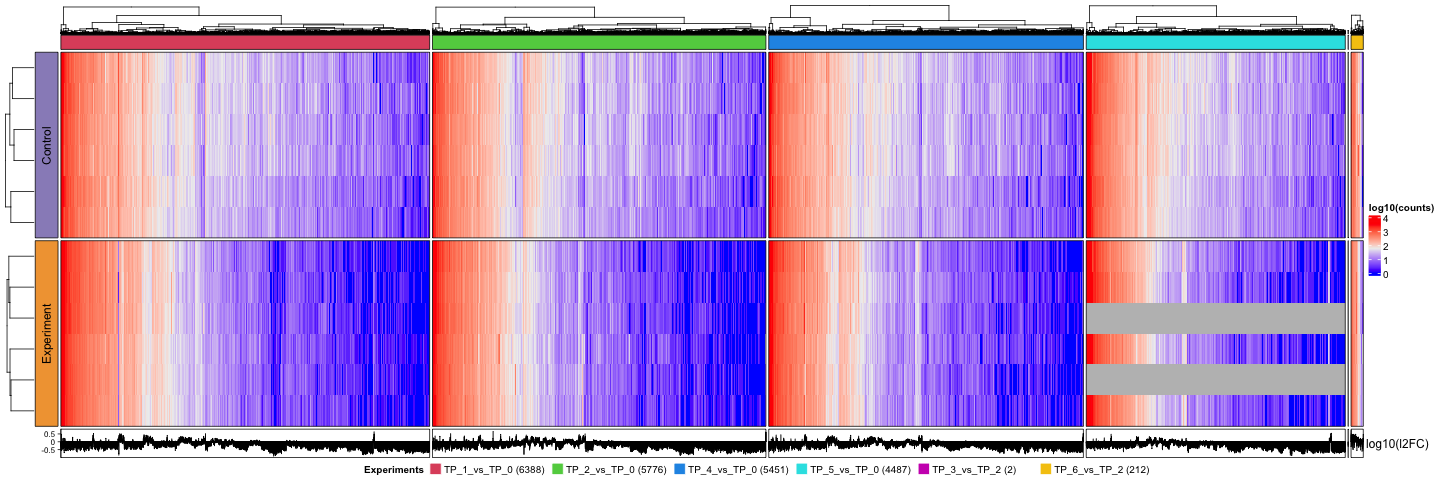 Control
Experiment
log10(counts)
4
3
2
1
0
0.5
0
-0.5
log10(l2FC)
Experiments TP_1_vs_TP_0 (6388) TP_2_vs_TP_0 (5776) TP_4_vs_TP_0 (5451) TP_5_vs_TP_0 (4487) TP_3_vs_TP_2 (2) TP_6_vs_TP_2 (212)